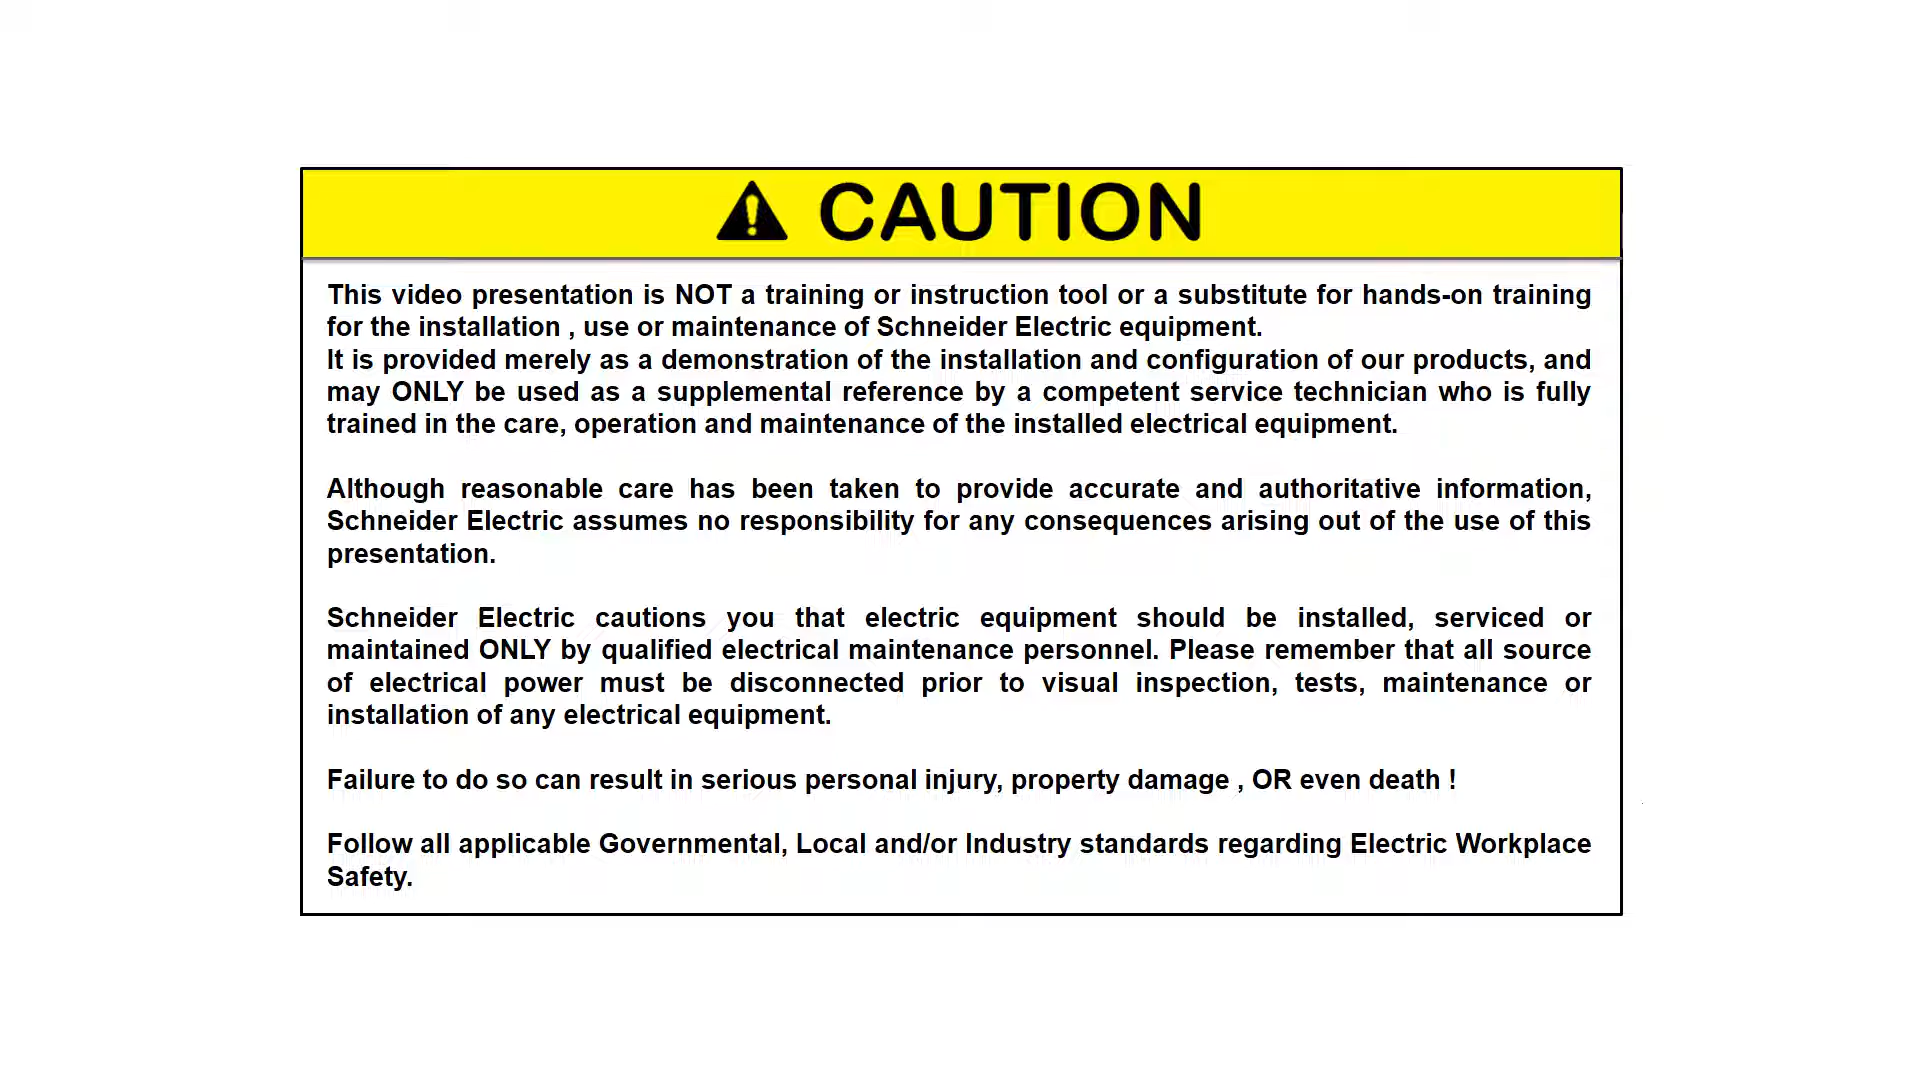 CAUTION
This video presentation is NOT a training or instruction tool or a substitute for hands-on training
for the installation , use or maintenance of Schneider Electric equipment.
It is provided merely as a demonstration of the installation and configuration of our products, and
may ONLY be used as a supplemental reference by a competent service technician who is fully
trained in the care, operation and maintenance of the installed electrical equipment.
Although reasonable care has been taken to provide accurate and authoritative information,
Schneider Electric assumes no responsibility for any consequences arising out of the use of this
presentation.
Schneider Electric cautions you that electric equipment should be installed, serviced or
maintained ONLY by qualified electrical maintenance personnel. Please remember that all source
of electrical power must be disconnected prior to visual inspection, tests, maintenance or
installation of any electrical equipment.
Failure to do so can result in serious personal injury, property damage , OR even death !
Follow all applicable Governmental, Local and/or Industry standards regarding Electric Workplace
Safety.